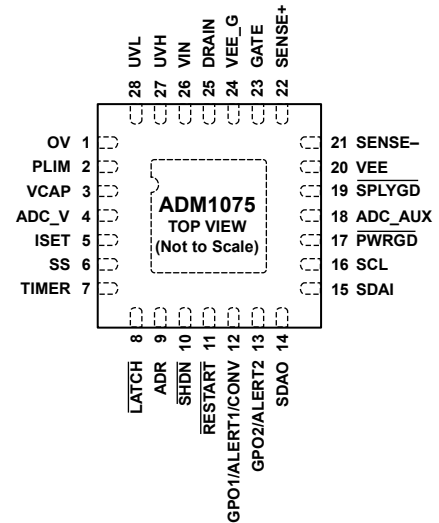 28 UVL
27 UVH
26 VIN
25 DRAIN
24 VEE_G
23 GATE
22 SENSE+
OV 1
PLIM 2
VCAP 3
ADC_V 4
ISET 5
SS 6
TIMER 7
ADM1075
TOP VIEW
(Not to Scale)
21 SENSE–
20 VEE
19 SPLYGD
18 ADC_AUX
17 PWRGD
16 SCL
15 SDAI
LATCH 8
ADR 9
SHDN 10
RESTART 11
GPO1/ALERT1/CONV 12
GPO2/ALERT2 13
SDAO 14